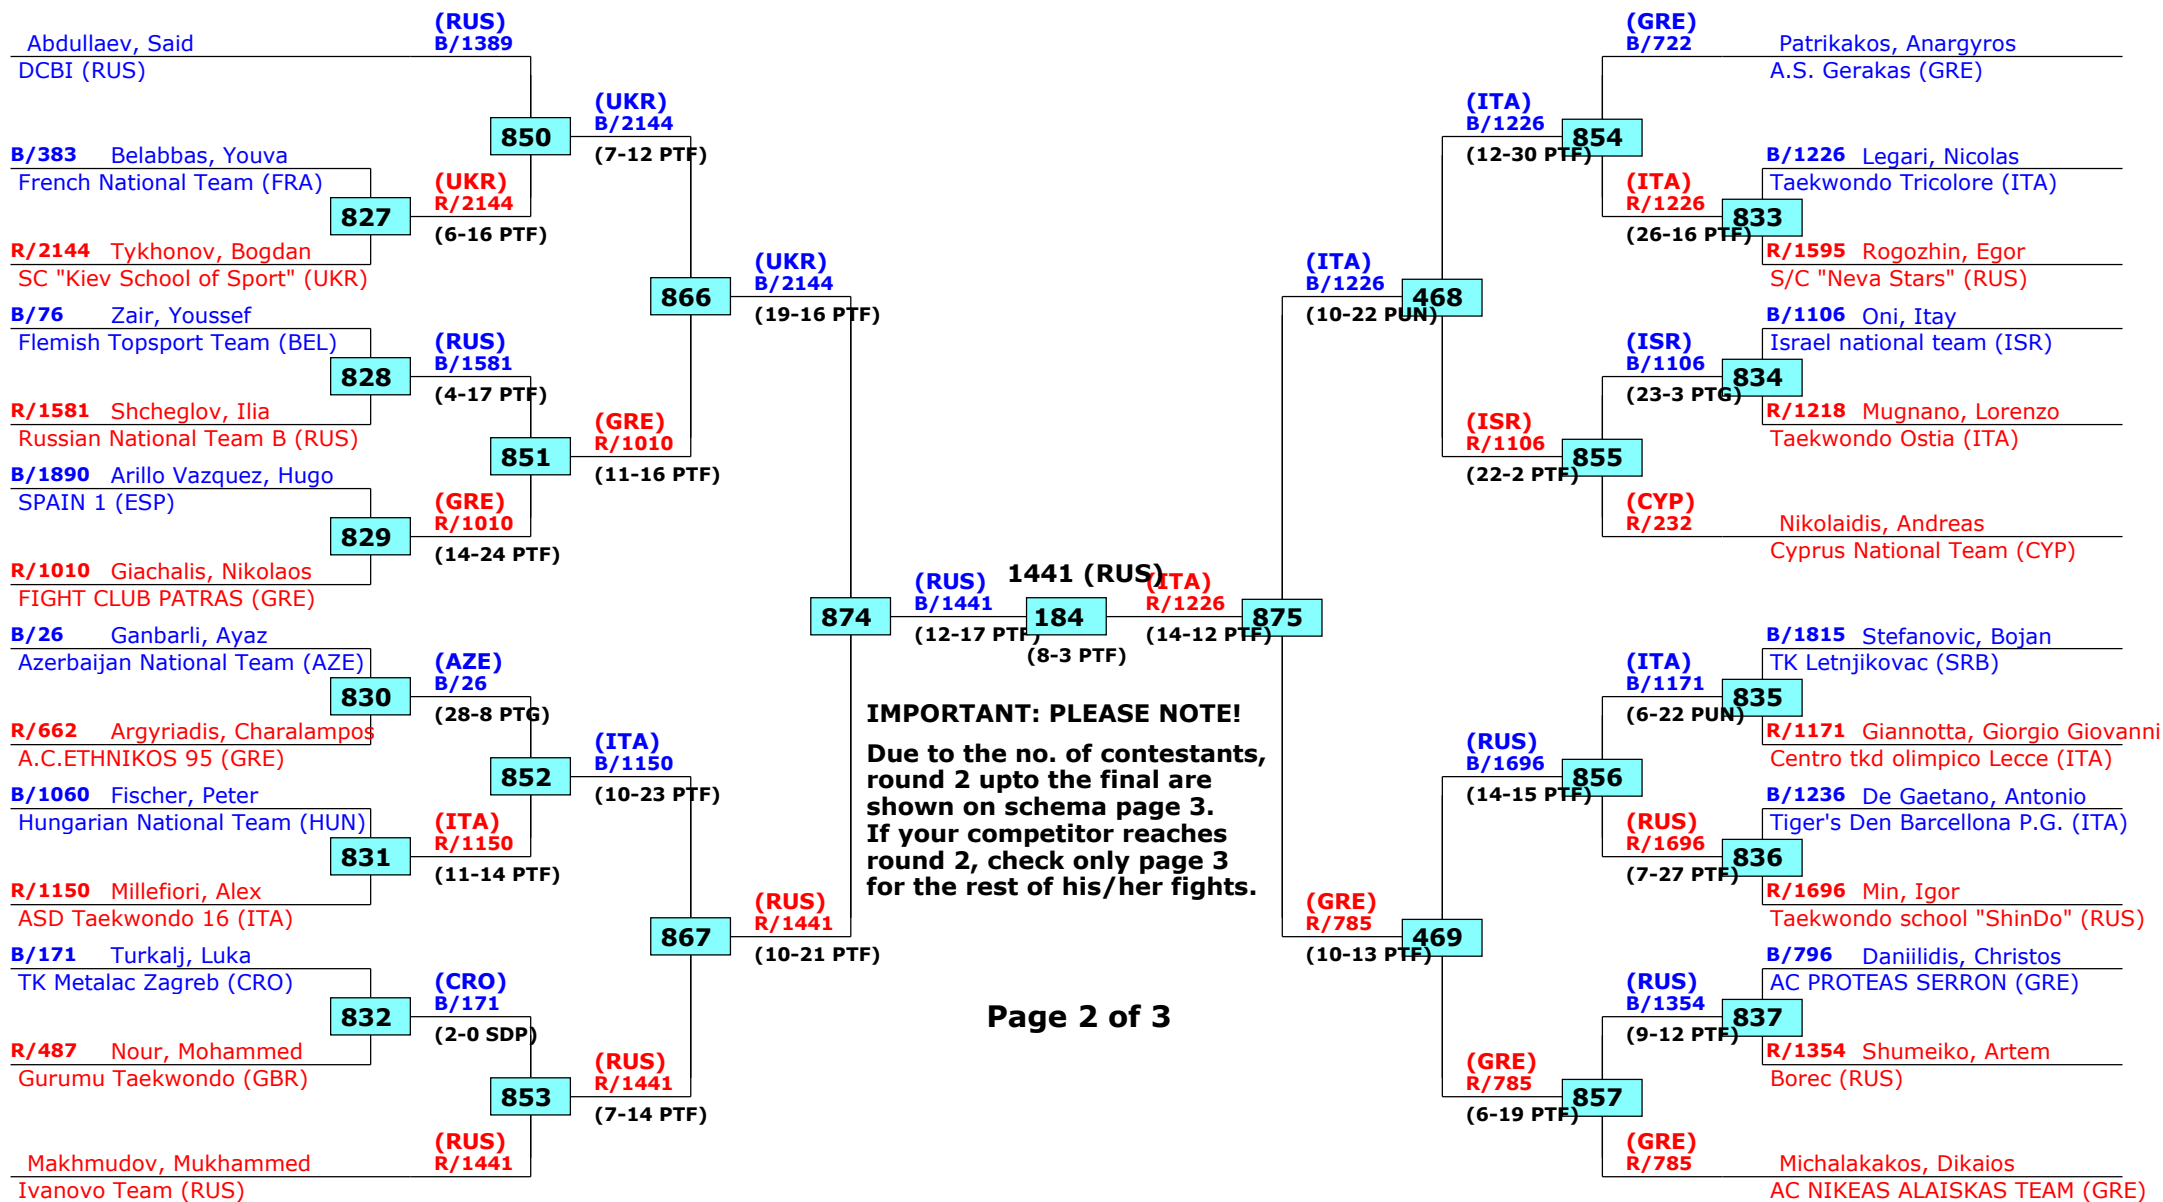 (RUS)
B/1389
Abdullaev, Said
DCBI (RUS)
850
B/383 Belabbas, Youva
French National Team (FRA)
827
(UKR)
R/2144
(6-16 PTF)
R/2144 Tykhonov, Bogdan
SC "Kiev School of Sport" (UKR)
(UKR)
B/2144
(7-12 PTF)
866
B/76 Zair, Youssef
Flemish Topsport Team (BEL)
828
(RUS)
B/1581
(4-17 PTF)
R/1581 Shcheglov, Ilia
Russian National Team B (RUS)
851
(GRE)
R/1010
(11-16 PTF)
B/1890 Arillo Vazquez, Hugo
SPAIN 1 (ESP)
829
(GRE)
R/1010
(14-24 PTF)
R/1010 Giachalis, Nikolaos
FIGHT CLUB PATRAS (GRE)
(UKR)
B/2144
(19-16 PTF)
874
B/26 Ganbarli, Ayaz
Azerbaijan National Team (AZE)
830
(AZE)
B/26
(28-8 PTG)
R/662 Argyriadis, Charalampos
A.C.ETHNIKOS 95 (GRE)
852
(ITA)
B/1150
(10-23 PTF)
B/1060 Fischer, Peter
Hungarian National Team (HUN)
831
(ITA)
R/1150
(11-14 PTF)
R/1150 Millefiori, Alex
ASD Taekwondo 16 (ITA)
867
(RUS)
R/1441
(10-21 PTF)
B/171 Turkalj, Luka
TK Metalac Zagreb (CRO)
832
(CRO)
B/171
(2-0 SDP)
R/487 Nour, Mohammed
Gurumu Taekwondo (GBR)
853
(RUS)
R/1441
(7-14 PTF)
(RUS)
R/1441
Makhmudov, Mukhammed
Ivanovo Team (RUS)
(RUS)
B/1441
(12-17 PTF)
1441 (RUS)
184
(8-3 PTF)
(ITA)
R/1226
(14-12 PTF)
875
IMPORTANT: PLEASE NOTE!
Due to the no. of contestants,
round 2 upto the final are
shown on schema page 3.
If your competitor reaches
round 2, check only page 3
for the rest of his/her fights.
Page 2 of 3
(GRE)
B/722
Patrikakos, Anargyros
A.S. Gerakas (GRE)
(ITA)
B/1226
(12-30 PTF)
854
B/1226 Legari, Nicolas
Taekwondo Tricolore (ITA)
(ITA)
R/1226
(26-16 PTF)
833
R/1595 Rogozhin, Egor
S/C "Neva Stars" (RUS)
(ITA)
B/1226
(10-22 PUN)
468
B/1106 Oni, Itay
Israel national team (ISR)
(ISR)
B/1106
(23-3 PTG)
834
R/1218 Mugnano, Lorenzo
Taekwondo Ostia (ITA)
(ISR)
R/1106
(22-2 PTF)
855
(CYP)
R/232
Nikolaidis, Andreas
Cyprus National Team (CYP)
B/1815 Stefanovic, Bojan
TK Letnjikovac (SRB)
(ITA)
B/1171
(6-22 PUN)
835
R/1171 Giannotta, Giorgio Giovanni
Centro tkd olimpico Lecce (ITA)
(RUS)
B/1696
(14-15 PTF)
856
B/1236 De Gaetano, Antonio
Tiger's Den Barcellona P.G. (ITA)
(RUS)
R/1696
(7-27 PTF)
836
R/1696 Min, Igor
Taekwondo school "ShinDo" (RUS)
(GRE)
R/785
(10-13 PTF)
469
B/796 Daniilidis, Christos
AC PROTEAS SERRON (GRE)
(RUS)
B/1354
(9-12 PTF)
837
R/1354 Shumeiko, Artem
Borec (RUS)
(GRE)
R/785
(6-19 PTF)
857
(GRE)
R/785
Michalakakos, Dikaios
AC NIKEAS ALAISKAS TEAM (GRE)